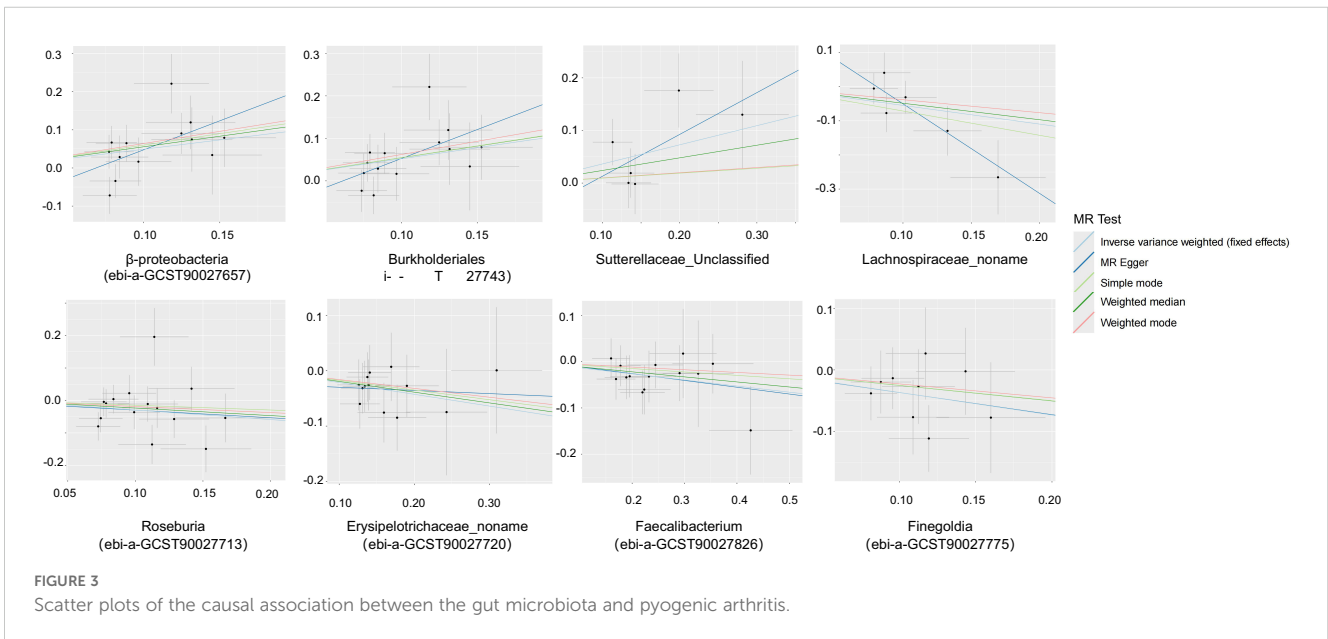 0.3 0.2 0.1 0.0 -0.1
0.10 0.15
β-proteobacteria
(ebi-a-GCST90027657)
0.3 0.2 0.1 0.0
0.10 0.15
Burkholderiales
i- - T 27743)
0.2 0.1 0.0
0.10 0.20 0.30
Sutterellaceae_Unclassified
0.1 -0.1 -0.3
0.10 0.15 0.20
Lachnospiraceae_noname
MR Test
Inverse variance weighted (fixed effects)
MR Egger
Simple mode
Weighted median
Weighted mode
0.2 0.0 -0.2
0.05 0.10 0.15 0.20
Roseburia
(ebi-a-GCST90027713)
0.1 0.0 -0.1 -0.2
0.10 0.20 0.30
Erysipelotrichaceae_noname
(ebi-a-GCST90027720)
0.1 0.0 -0.1 -0.2
0.2 0.3 0.4 0.5
Faecalibacterium
(ebi-a-GCST90027826)
0.1 0.0 -0.1
0.10 0.15 0.20
Finegoldia
(ebi-a-GCST90027775)
FIGURE 3
Scatter plots of the causal association between the gut microbiota and pyogenic arthritis.